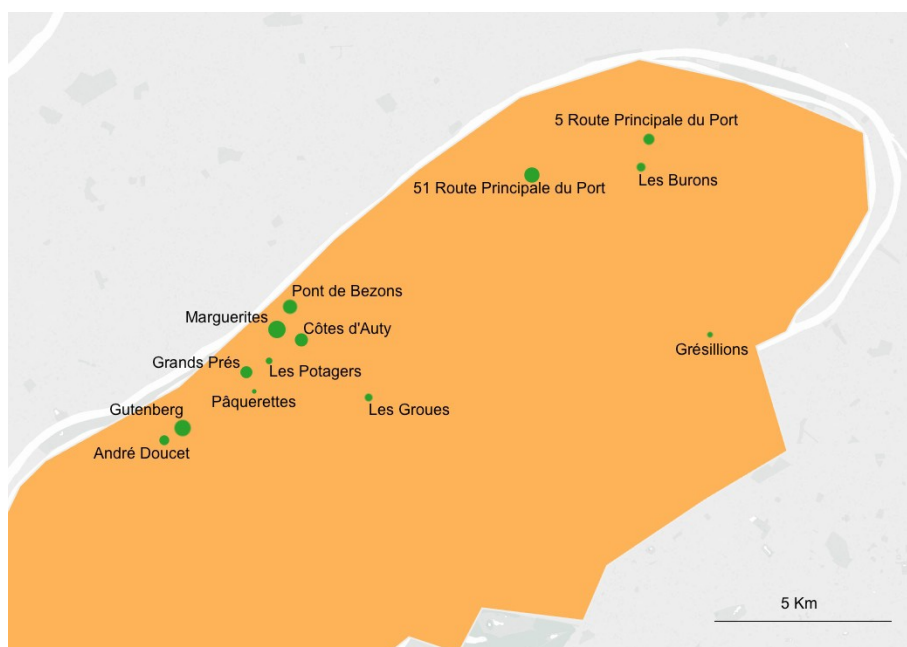 5 Route Principale du Port
Les Burons
51 Route Principale du Port
Pont de Bezons
Marguerites
Côtes d'Auty
Grésillions
Grands Prés
Les Potagers
Pâquerettes
Les Groues
Gutenberg
André Doucet
5 Km